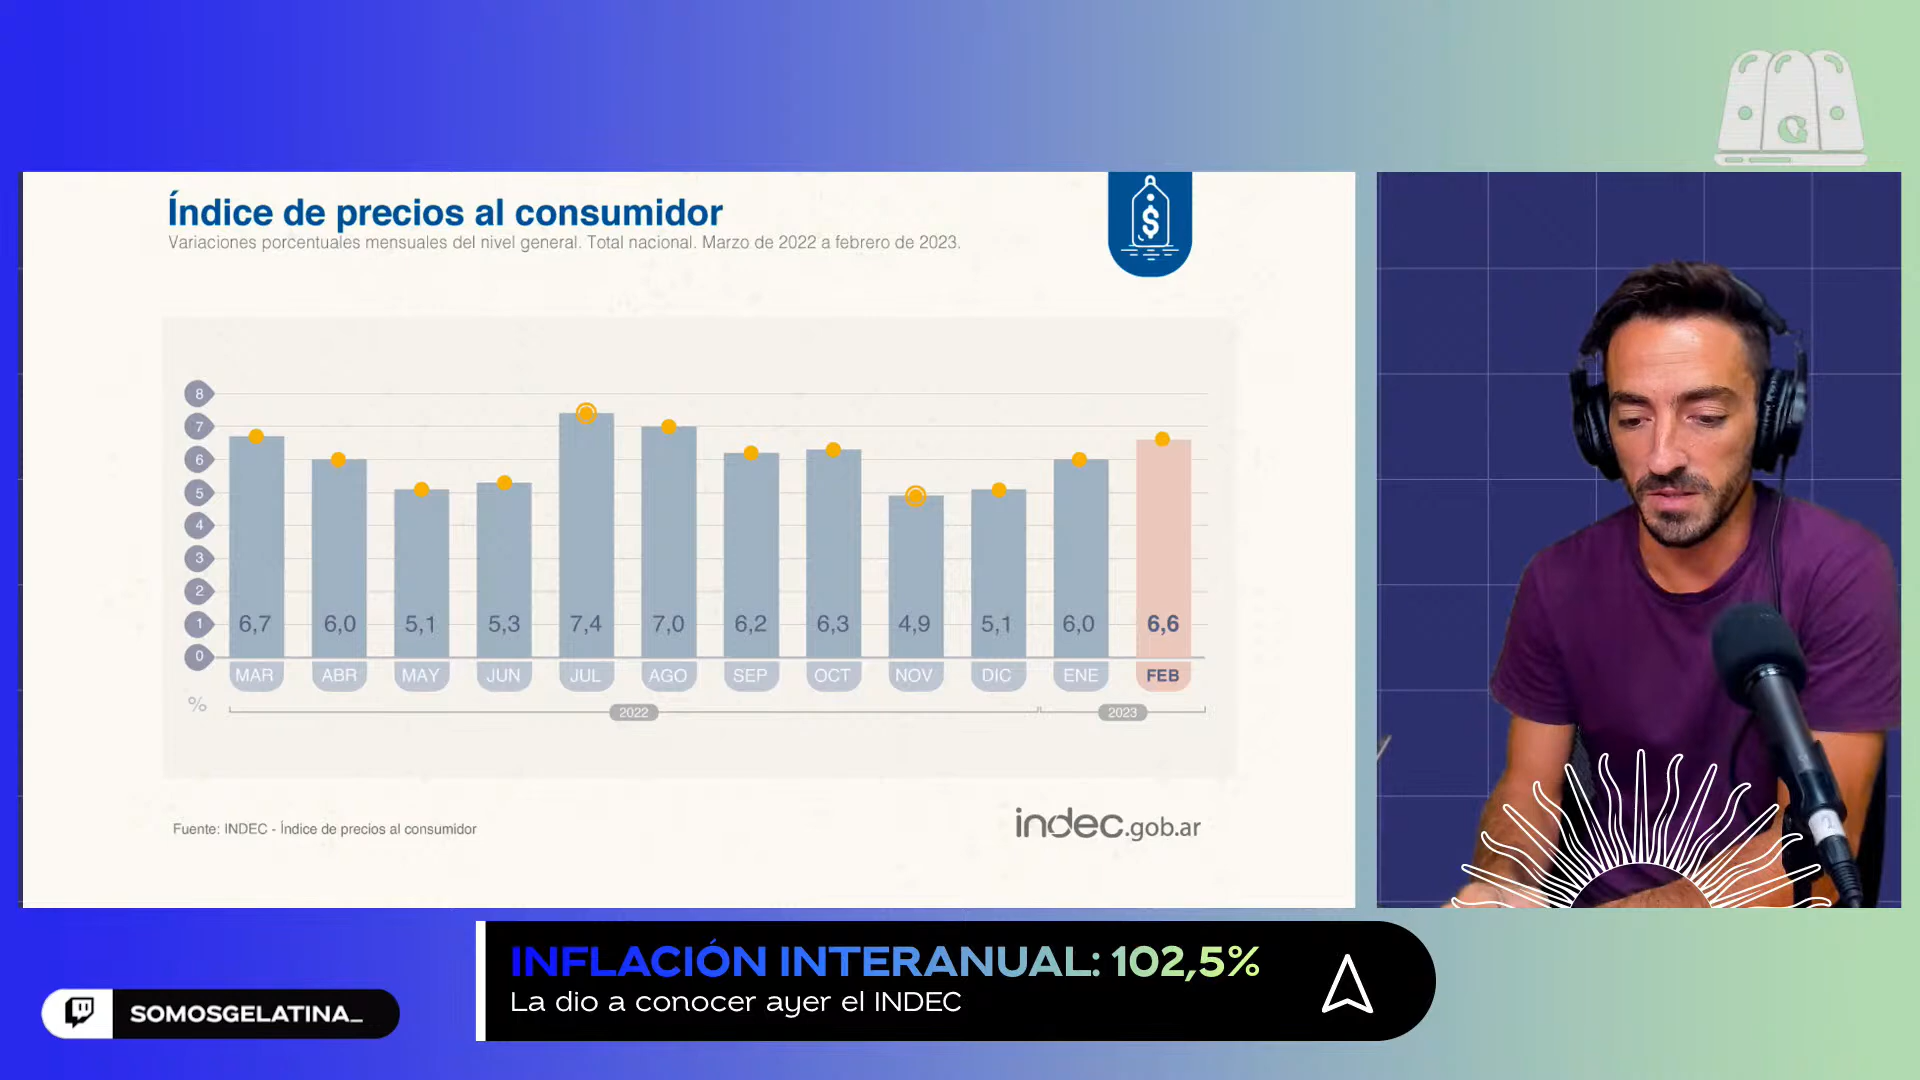 Índice de precios al consumidor
Variaciones porcentuales mensuales del nivel general. Total nacional. Marzo de 2022 a febrero de 2023.
$
8
7
6
5
4
3
2
1
0
%
6,7 6,0 5,1 5,3 7,4 7,0 6,2 6,3 4,9 5,1 6,0 6,6
MAR ABR MAY JUN JUL AGO SEP OCT NOV DIC ENE FEB
2022 2023
Fuente: INDEC - Índice de precios al consumidor
indec.gob.ar
INFLACIÓN INTERANUAL: 102,5%
La dio a conocer ayer el INDEC
SOMOSGELATINA_
G
1